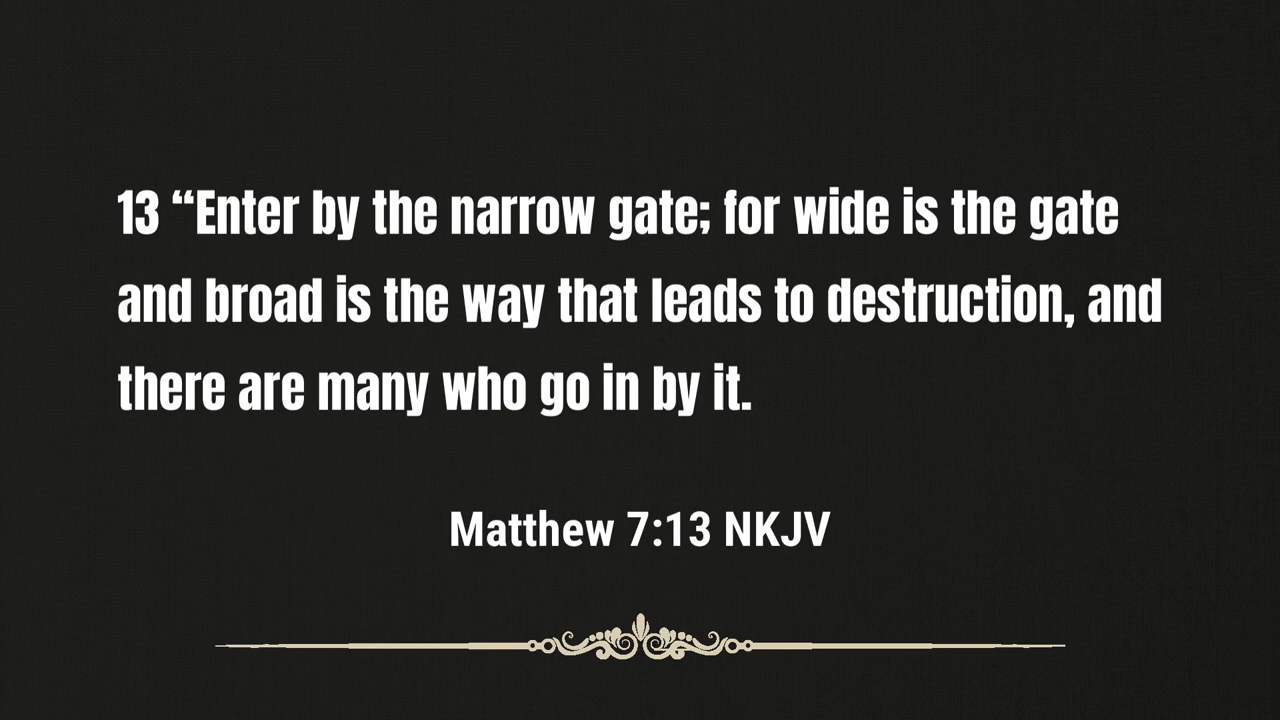 13 “Enter by the narrow gate; for wide is the gate
and broad is the way that leads to destruction, and
there are many who go in by it.
Matthew 7:13 NKJV